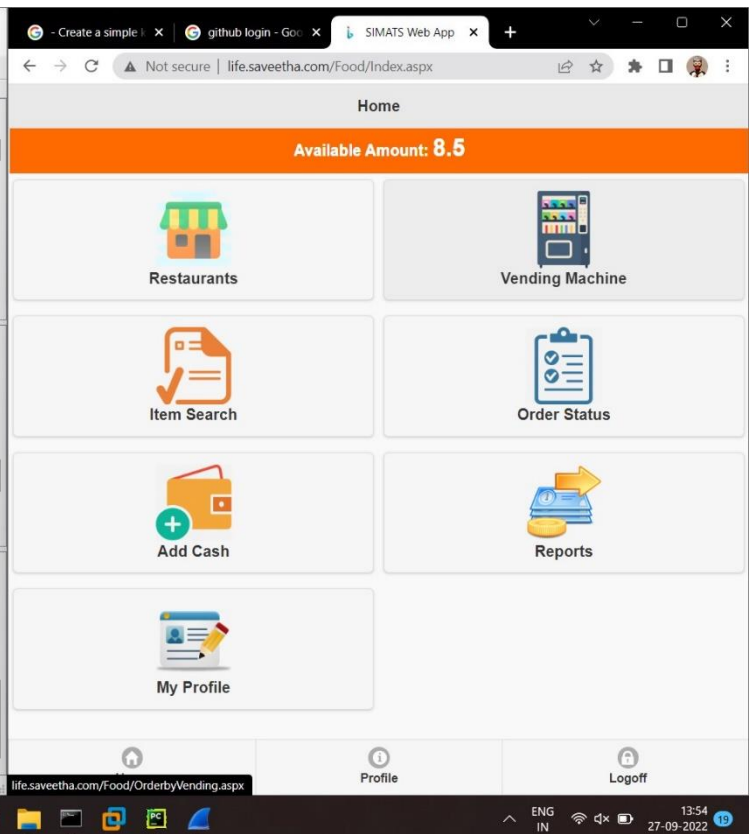 - Create a simple k
github login - Goo
SIMATS Web App
Not secure | life.saveetha.com/Food/Index.aspx
Home
Available Amount: 8.5
Restaurants
Vending Machine
Item Search
Order Status
Add Cash
Reports
My Profile
Profile
Logoff
life.saveetha.com/Food/OrderbyVending.aspx
PC
ENG
IN
13:54
27-09-2022
19